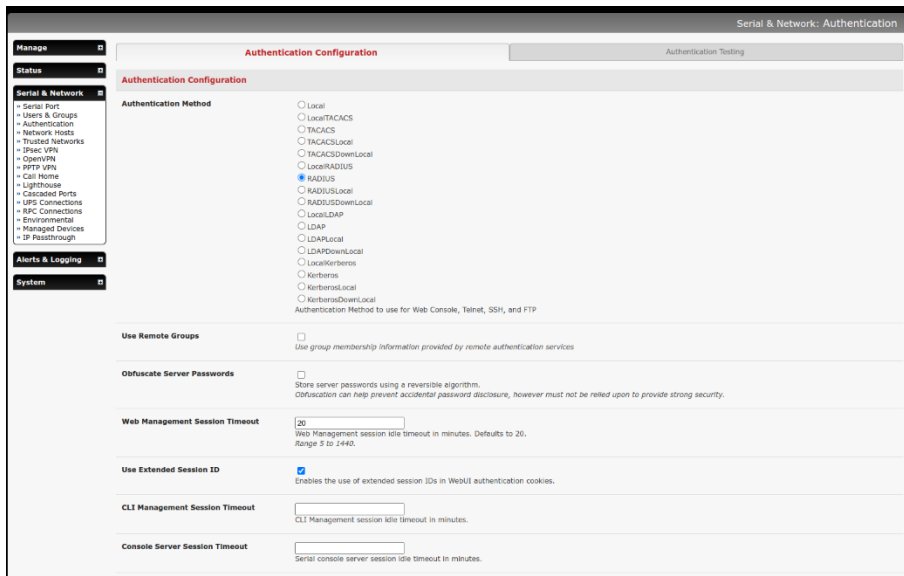 Serial & Network: Authentication
Manage
Status
Serial & Network
» Serial Port
» Users & Groups
» Authentication
» Network Hosts
» Trusted Networks
» IPsec VPN
» OpenVPN
» PPTP VPN
» Call Home
» Lighthouse
» Cascaded Ports
» UPS Connections
» RPC Connections
» Environmental
» Managed Devices
» IP Passthrough
Alerts & Logging
System
Authentication Configuration
Authentication Testing
Authentication Configuration
Authentication Method
Local
LocalTACACS
TACACS
TACACSLocal
TACACSDownLocal
LocalRADIUS
RADIUS
RADIUSLocal
RADIUSDownLocal
LocalLDAP
LDAP
LDAPLocal
LDAPDownLocal
LocalKerberos
Kerberos
KerberosLocal
KerberosDownLocal
Authentication Method to use for Web Console, Telnet, SSH, and FTP
Use Remote Groups
Use group membership information provided by remote authentication services
Obfuscate Server Passwords
Store server passwords using a reversible algorithm.
Obfuscation can help prevent accidental password disclosure, however must not be relied upon to provide strong security.
Web Management Session Timeout
20
Web Management session idle timeout in minutes. Defaults to 20.
Range 5 to 1440.
Use Extended Session ID
Enables the use of extended session IDs in WebUI authentication cookies.
CLI Management Session Timeout
CLI Management session idle timeout in minutes.
Console Server Session Timeout
Serial console server session idle timeout in minutes.